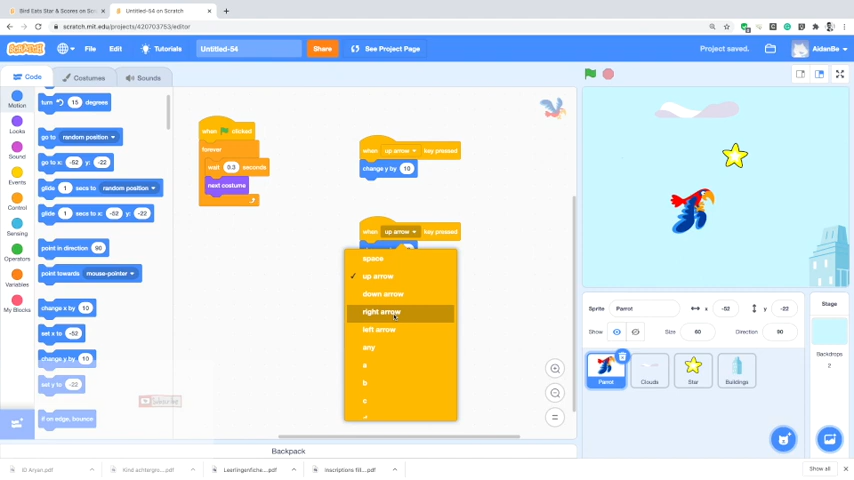 Bird Eats Star & Scores on Scr
Scratch Project Untitled-54 on Scratch
scratch.mit.edu/projects/420703753/editor
SCRATCH File Edit Tutorials Untitled-54 Share See Project Page Project saved. AidanBe
Code Costumes Sounds
Motion
Looks
Sound
Events
Control
Sensing
Operators
Variables
My Blocks
turn 15 degrees
go to random position
go to x: -52 y: -22
glide 1 secs to random position
glide 1 secs to x: -52 y: -22
point in direction 90
point towards mouse-pointer
change x by 10
set x to -52
change y by 10
set y to -22
if on edge, bounce
Subscribe
when clicked
forever
wait 0.3 seconds
next costume
when up arrow key pressed
change y by 10
when up arrow key pressed
space
up arrow
down arrow
right arrow
left arrow
any
a
b
c
Sprite Parrot x -52 y -22
Show Size 60 Direction 90
Parrot Clouds Star Buildings
Stage
Backdrops
2
Backpack
ID Aryan.pdf Kind achtergro....pdf Leerlingenfiche....pdf Inscriptions fill....pdf Show all